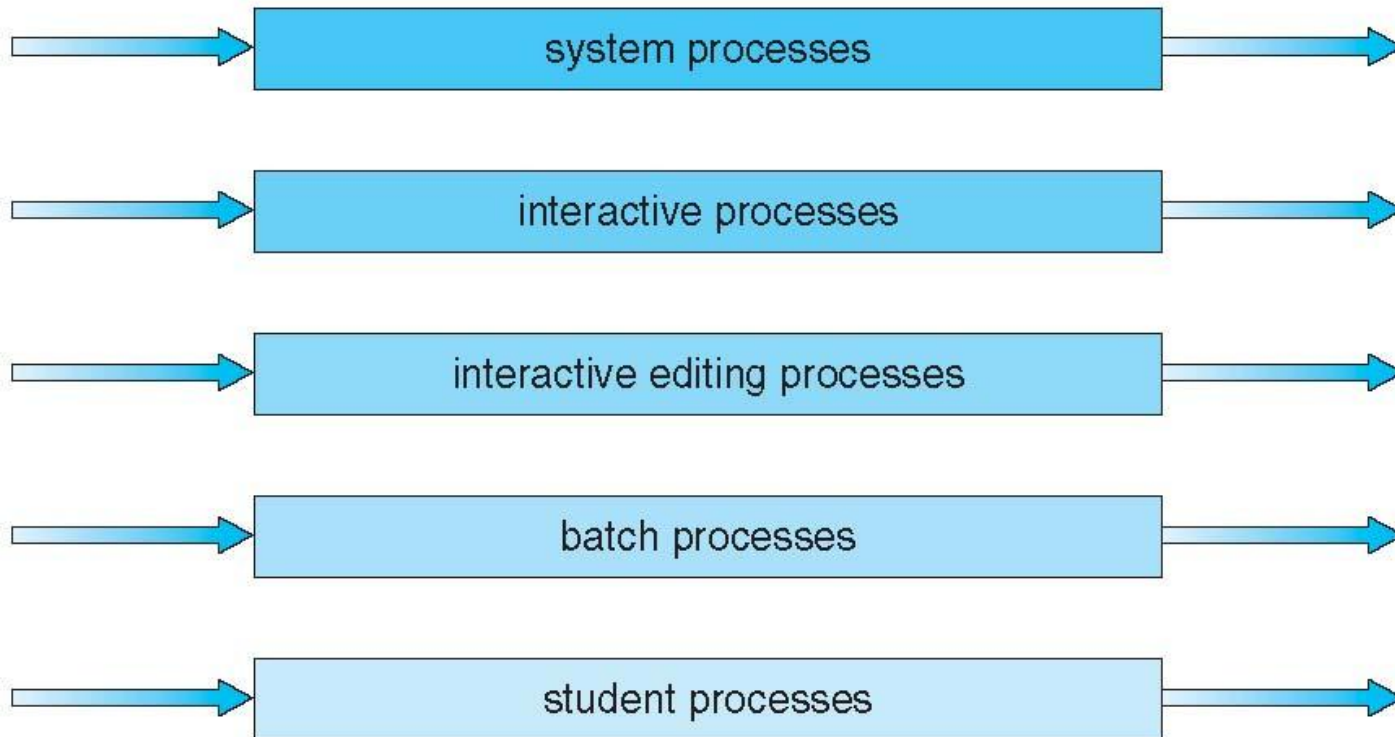 system processes
interactive processes
interactive editing processes
batch processes
student processes